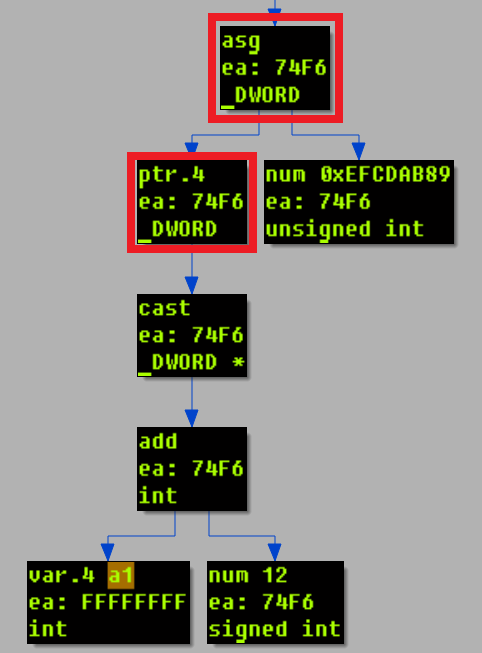 asg
ea: 74F6
_DWORD
ptr.4
ea: 74F6
_DWORD
num 0xEFCDAB89
ea: 74F6
unsigned int
cast
ea: 74F6
_DWORD *
add
ea: 74F6
int
var.4 a1
ea: FFFFFFFF
int
num 12
ea: 74F6
signed int